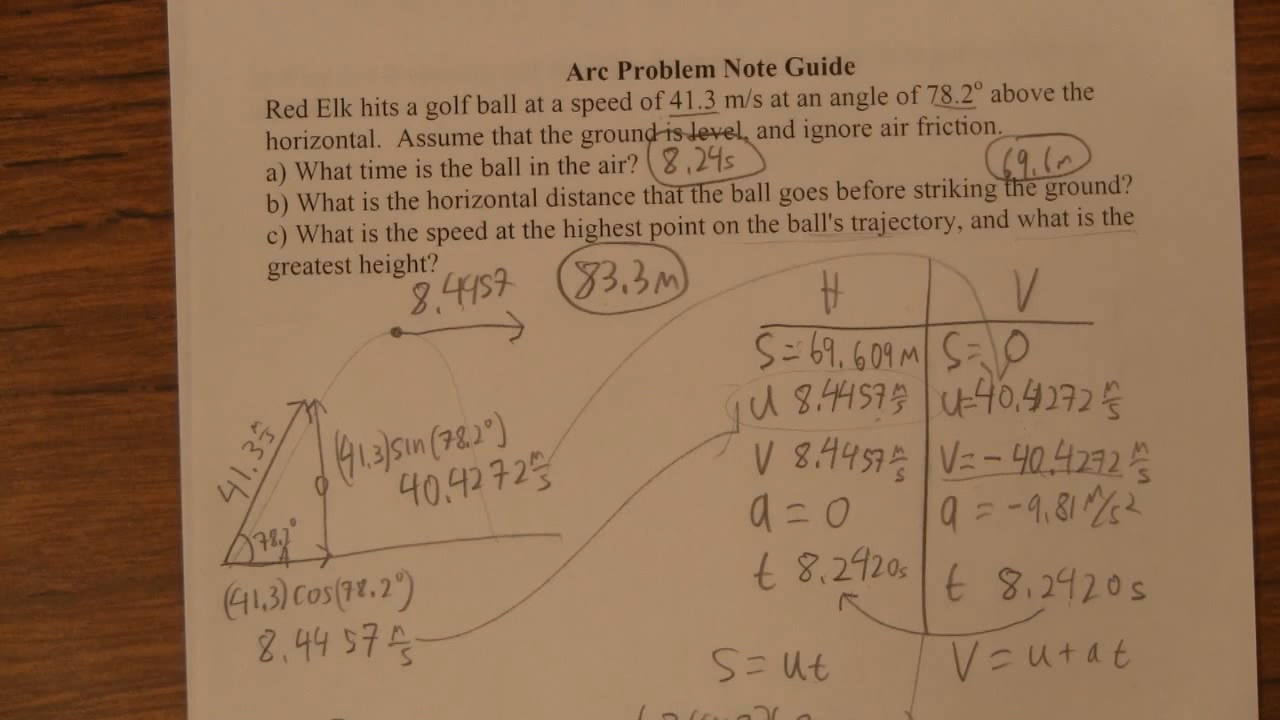 Arc Problem Note Guide
Red Elk hits a golf ball at a speed of 41.3 m/s at an angle of 78.2° above the
horizontal. Assume that the ground is level, and ignore air friction.
a) What time is the ball in the air? 8.24s
69.6m
b) What is the horizontal distance that the ball goes before striking the ground?
c) What is the speed at the highest point on the ball's trajectory, and what is the
greatest height? 83.3m
8.4457
H V
S = 69.609m S = 0
u 8.4457 m/s u = 40.4272 m/s
v 8.4457 m/s v = - 40.4272 m/s
a = 0 a = -9.81 m/s²
t 8.2420s t 8.2420s
41.3 m/s
(41.3)sin(78.2°)
40.4272 m/s
78.2°
(41.3)cos(78.2°)
8.4457 m/s
S = ut V = u + at